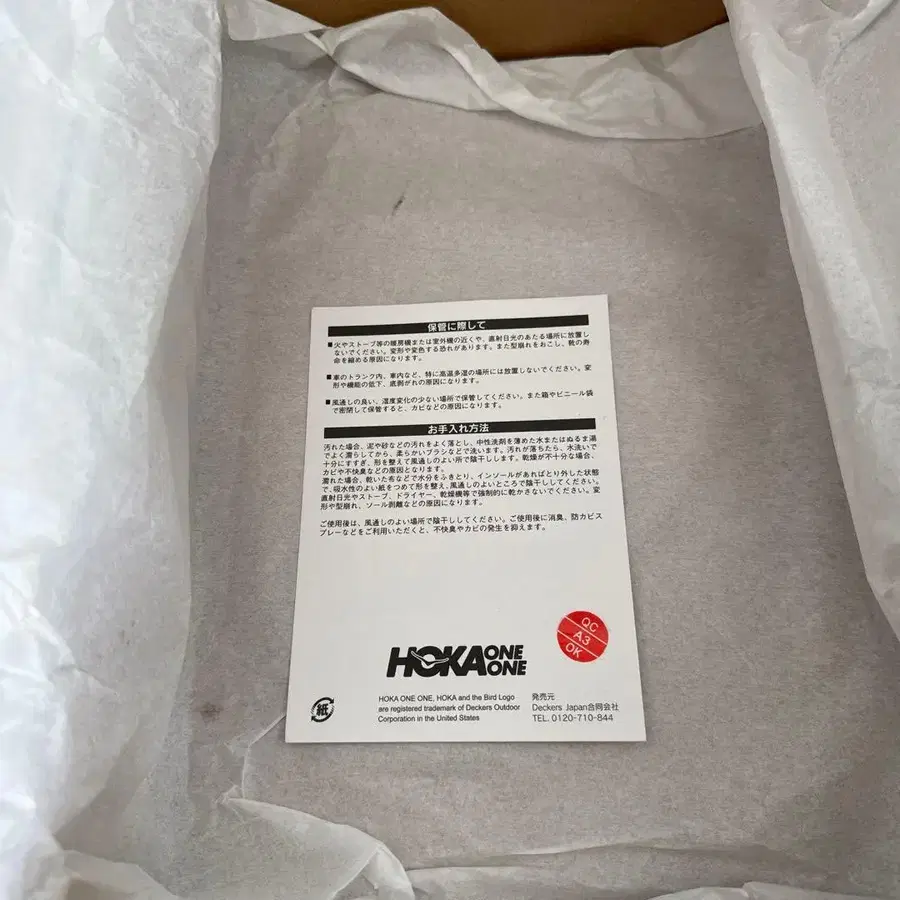 保管に際して
■火やストーブ等の暖房機または室外機の近くや、直射日光のあたる場所に放置し
ないでください。変形や変色する恐れがあります。また型崩れをおこし、靴の寿
命を縮める原因になります。
■車のトランク内、車内など、特に高温多湿の場所には放置しないでください。変
形や機能の低下、底剥がれの原因になります。
■風通しの良い、湿度変化の少ない場所で保管してください。また箱やビニール袋
で密閉して保管すると、カビなどの原因になります。
お手入れ方法
汚れた場合、泥や砂などの汚れをよく落とし、中性洗剤を薄めた水またはぬるま湯
でよく濡らしてから、柔らかいブラシなどで洗います。汚れが落ちたら、水洗いで
十分にすすぎ、形を整えて風通しのよい所で陰干しします。乾燥が不十分な場合、
カビや不快臭などの原因となります。
濡れた場合、乾いた布などで水分をふきとり、インソールがあればとり外した状態
で、吸水性のよい紙をつめて形を整え、風通しのよいところで陰干ししてください。
直射日光やストーブ、ドライヤー、乾燥機等で強制的に乾かさないでください。変
形や型崩れ、ソール剥離などの原因になります。
ご使用後は、風通しのよい場所で陰干ししてください。ご使用後に消臭、防カビス
プレーなどをご利用いただくと、不快臭やカビの発生を抑えます。
QC
A3
OK
HOKA ONE ONE
紙
HOKA ONE ONE, HOKA and the Bird Logo
are registered trademark of Deckers Outdoor
Corporation in the United States
発売元
Deckers Japan合同会社
TEL. 0120-710-844